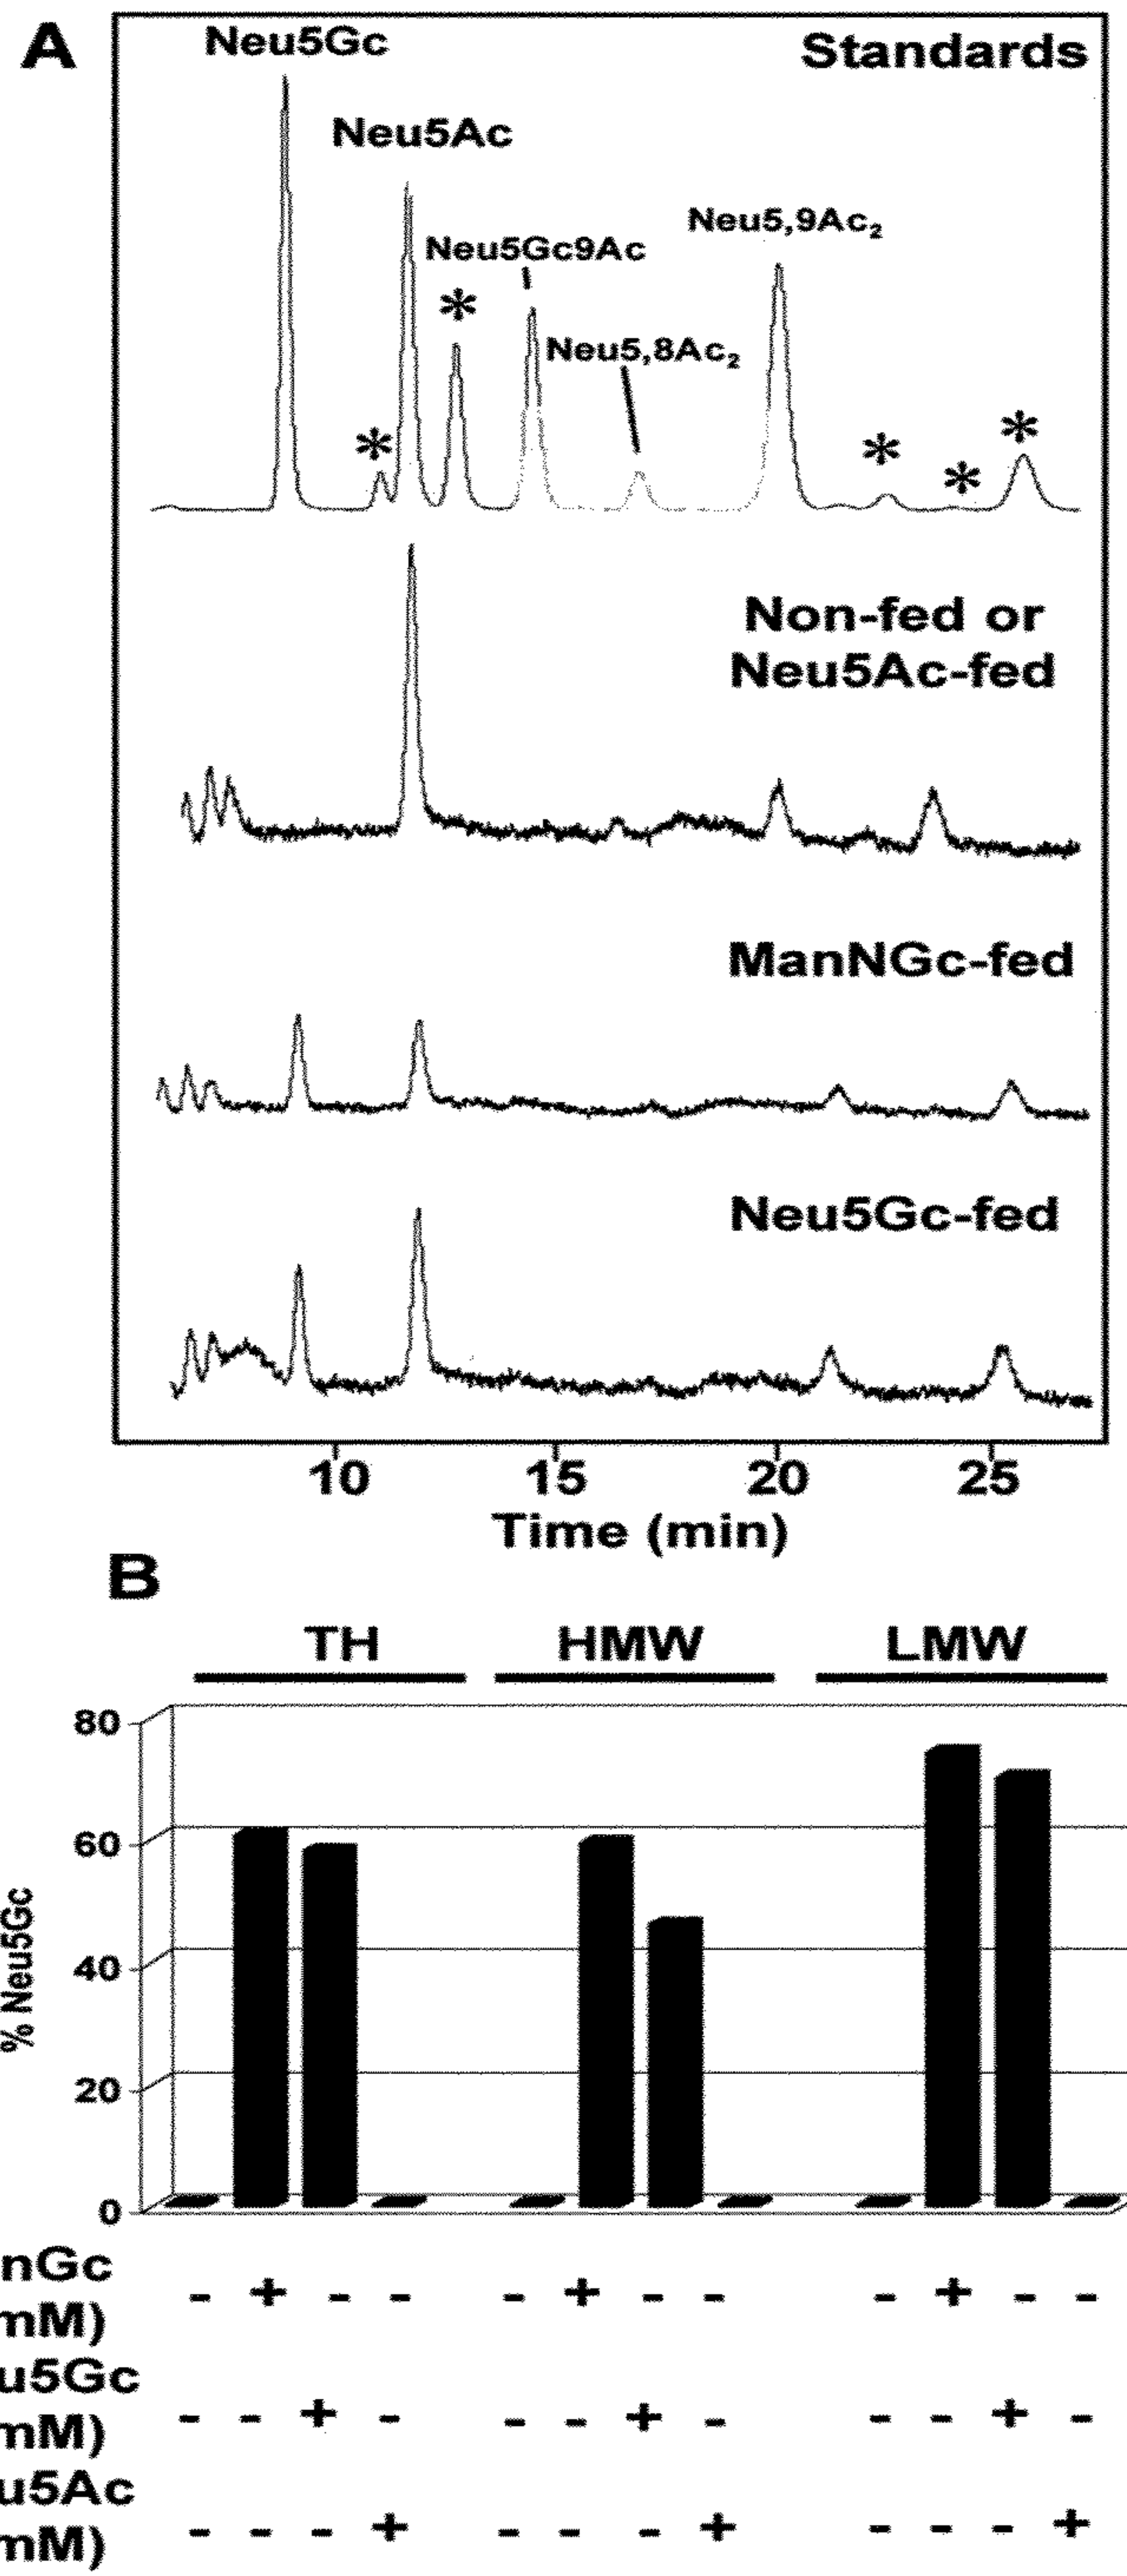 A
Neu5Gc
Standards
Neu5Ac
Neu5,9Ac₂
Neu5Gc9Ac
*
Neu5,8Ac₂
* * * *
Non-fed or
Neu5Ac-fed
ManNGc-fed
Neu5Gc-fed
10 15 20 25
Time (min)
B
TH HMW LMW
80
60
40
20
0
% Neu5Gc
nGc
mM)
- + - - - + - - - + - -
u5Gc
mM)
- - + - - - + - - - + -
u5Ac
mM)
- - - + - - - + - - - +